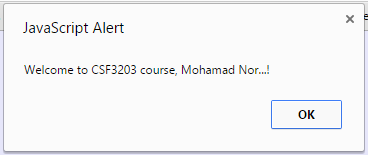 JavaScript Alert
Welcome to CSF3203 course, Mohamad Nor...!
OK